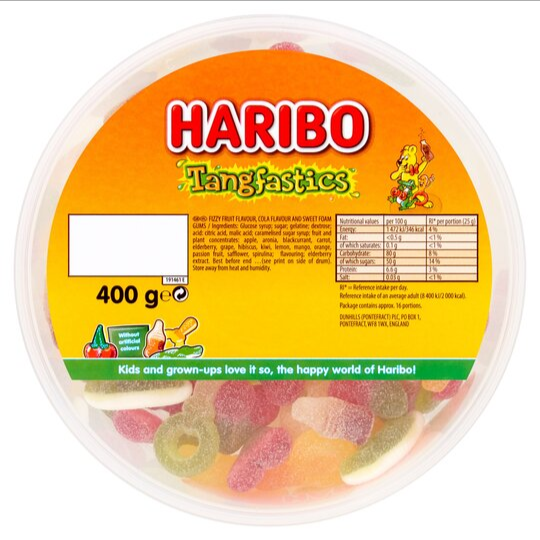 HARIBO
Tangfastics
FIZZY FRUIT FLAVOUR, COLA FLAVOUR AND SWEET FOAM
GUMS / Ingredients: Glucose syrup; sugar; gelatine; dextrose;
acid: citric acid, malic acid; caramelised sugar syrup; fruit and
plant concentrates: apple, aronia, blackcurrant, carrot,
elderberry, grape, hibiscus, kiwi, lemon, mango, orange,
passion fruit, safflower, spirulina; flavouring; elderberry
extract. Best before end ....(see print on side of drum).
Store away from heat and humidity.
191461 E
400 g e
Without
artificial
colours
Nutritional values per 100 g RI* per portion (25 g)
Energy: 1 472 kJ/346 kcal 4 %
Fat: <0.5 g <1 %
of which saturates: 0.1 g <1 %
Carbohydrate: 80 g 8 %
of which sugars: 50 g 14 %
Protein: 6.6 g 3 %
Salt: 0.03 g <1 %
RI* = Reference intake per day.
Reference intake of an average adult (8 400 kJ/2 000 kcal).
Package contains approx. 16 portions.
DUNHILLS (PONTEFRACT) PLC, PO BOX 1,
PONTEFRACT, WF8 1WX, ENGLAND
Kids and grown-ups love it so, the happy world of Haribo!